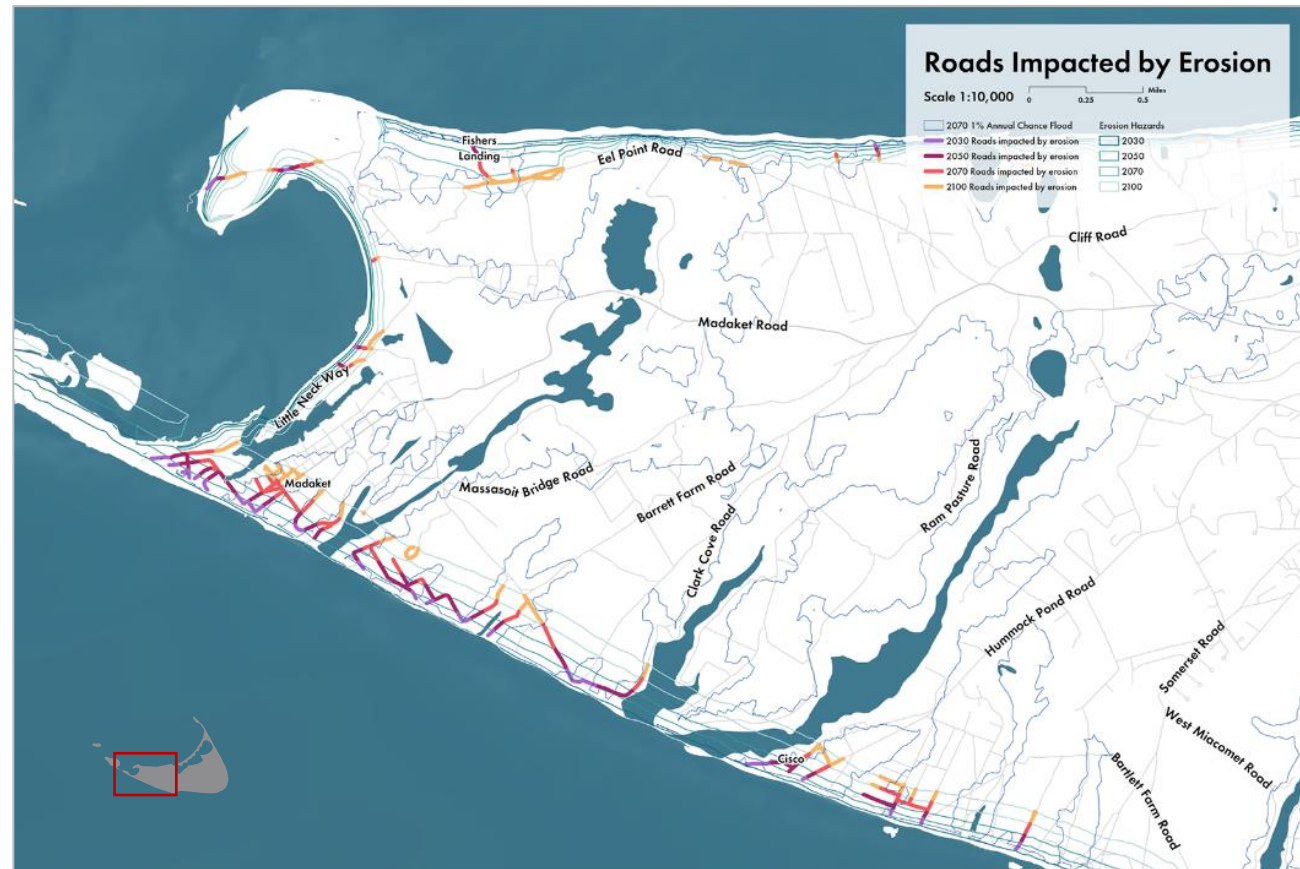 Roads Impacted by Erosion
Scale 1:10,000
0 0.25 0.5 Miles
2070 1% Annual Chance Flood
2030 Roads impacted by erosion
2050 Roads impacted by erosion
2070 Roads impacted by erosion
2100 Roads impacted by erosion
Erosion Hazards
2030
2050
2070
2100
Fishers
Landing
Eel Point Road
Cliff Road
Madaket Road
Little Neck Way
Madaket
Massasoit Bridge Road
Barrett Farm Road
Clark Cove Road
Ram Pasture Road
Hummock Pond Road
Somerset Road
West Miacomet Road
Bartlett Farm Road
Cisco